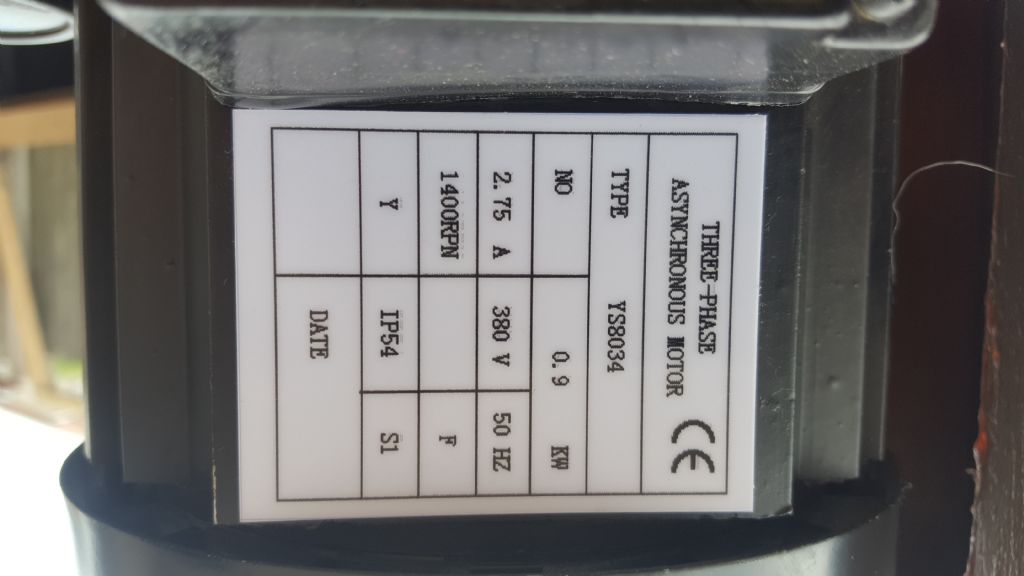 THREE-PHASE
ASYNCHRONOUS MOTOR CE
TYPE YS8034
NO 0.9 KW
2.75 A 380 V 50 HZ
1400RPN F
Y IP54 S1
DATE